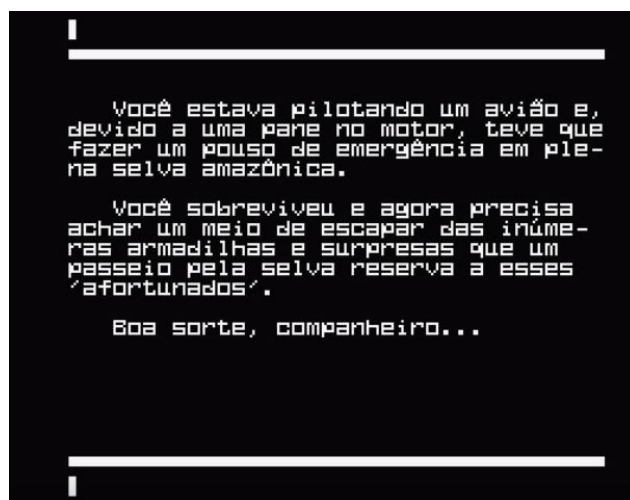 Você estava pilotando um avião e,
devido a uma pane no motor, teve que
fazer um pouso de emergência em ple-
na selva amazônica.
Você sobreviveu e agora precisa
achar um meio de escapar das inúme-
ras armadilhas e surpresas que um
passeio pela selva reserva a esses
'afortunados'.
Boa sorte, companheiro...